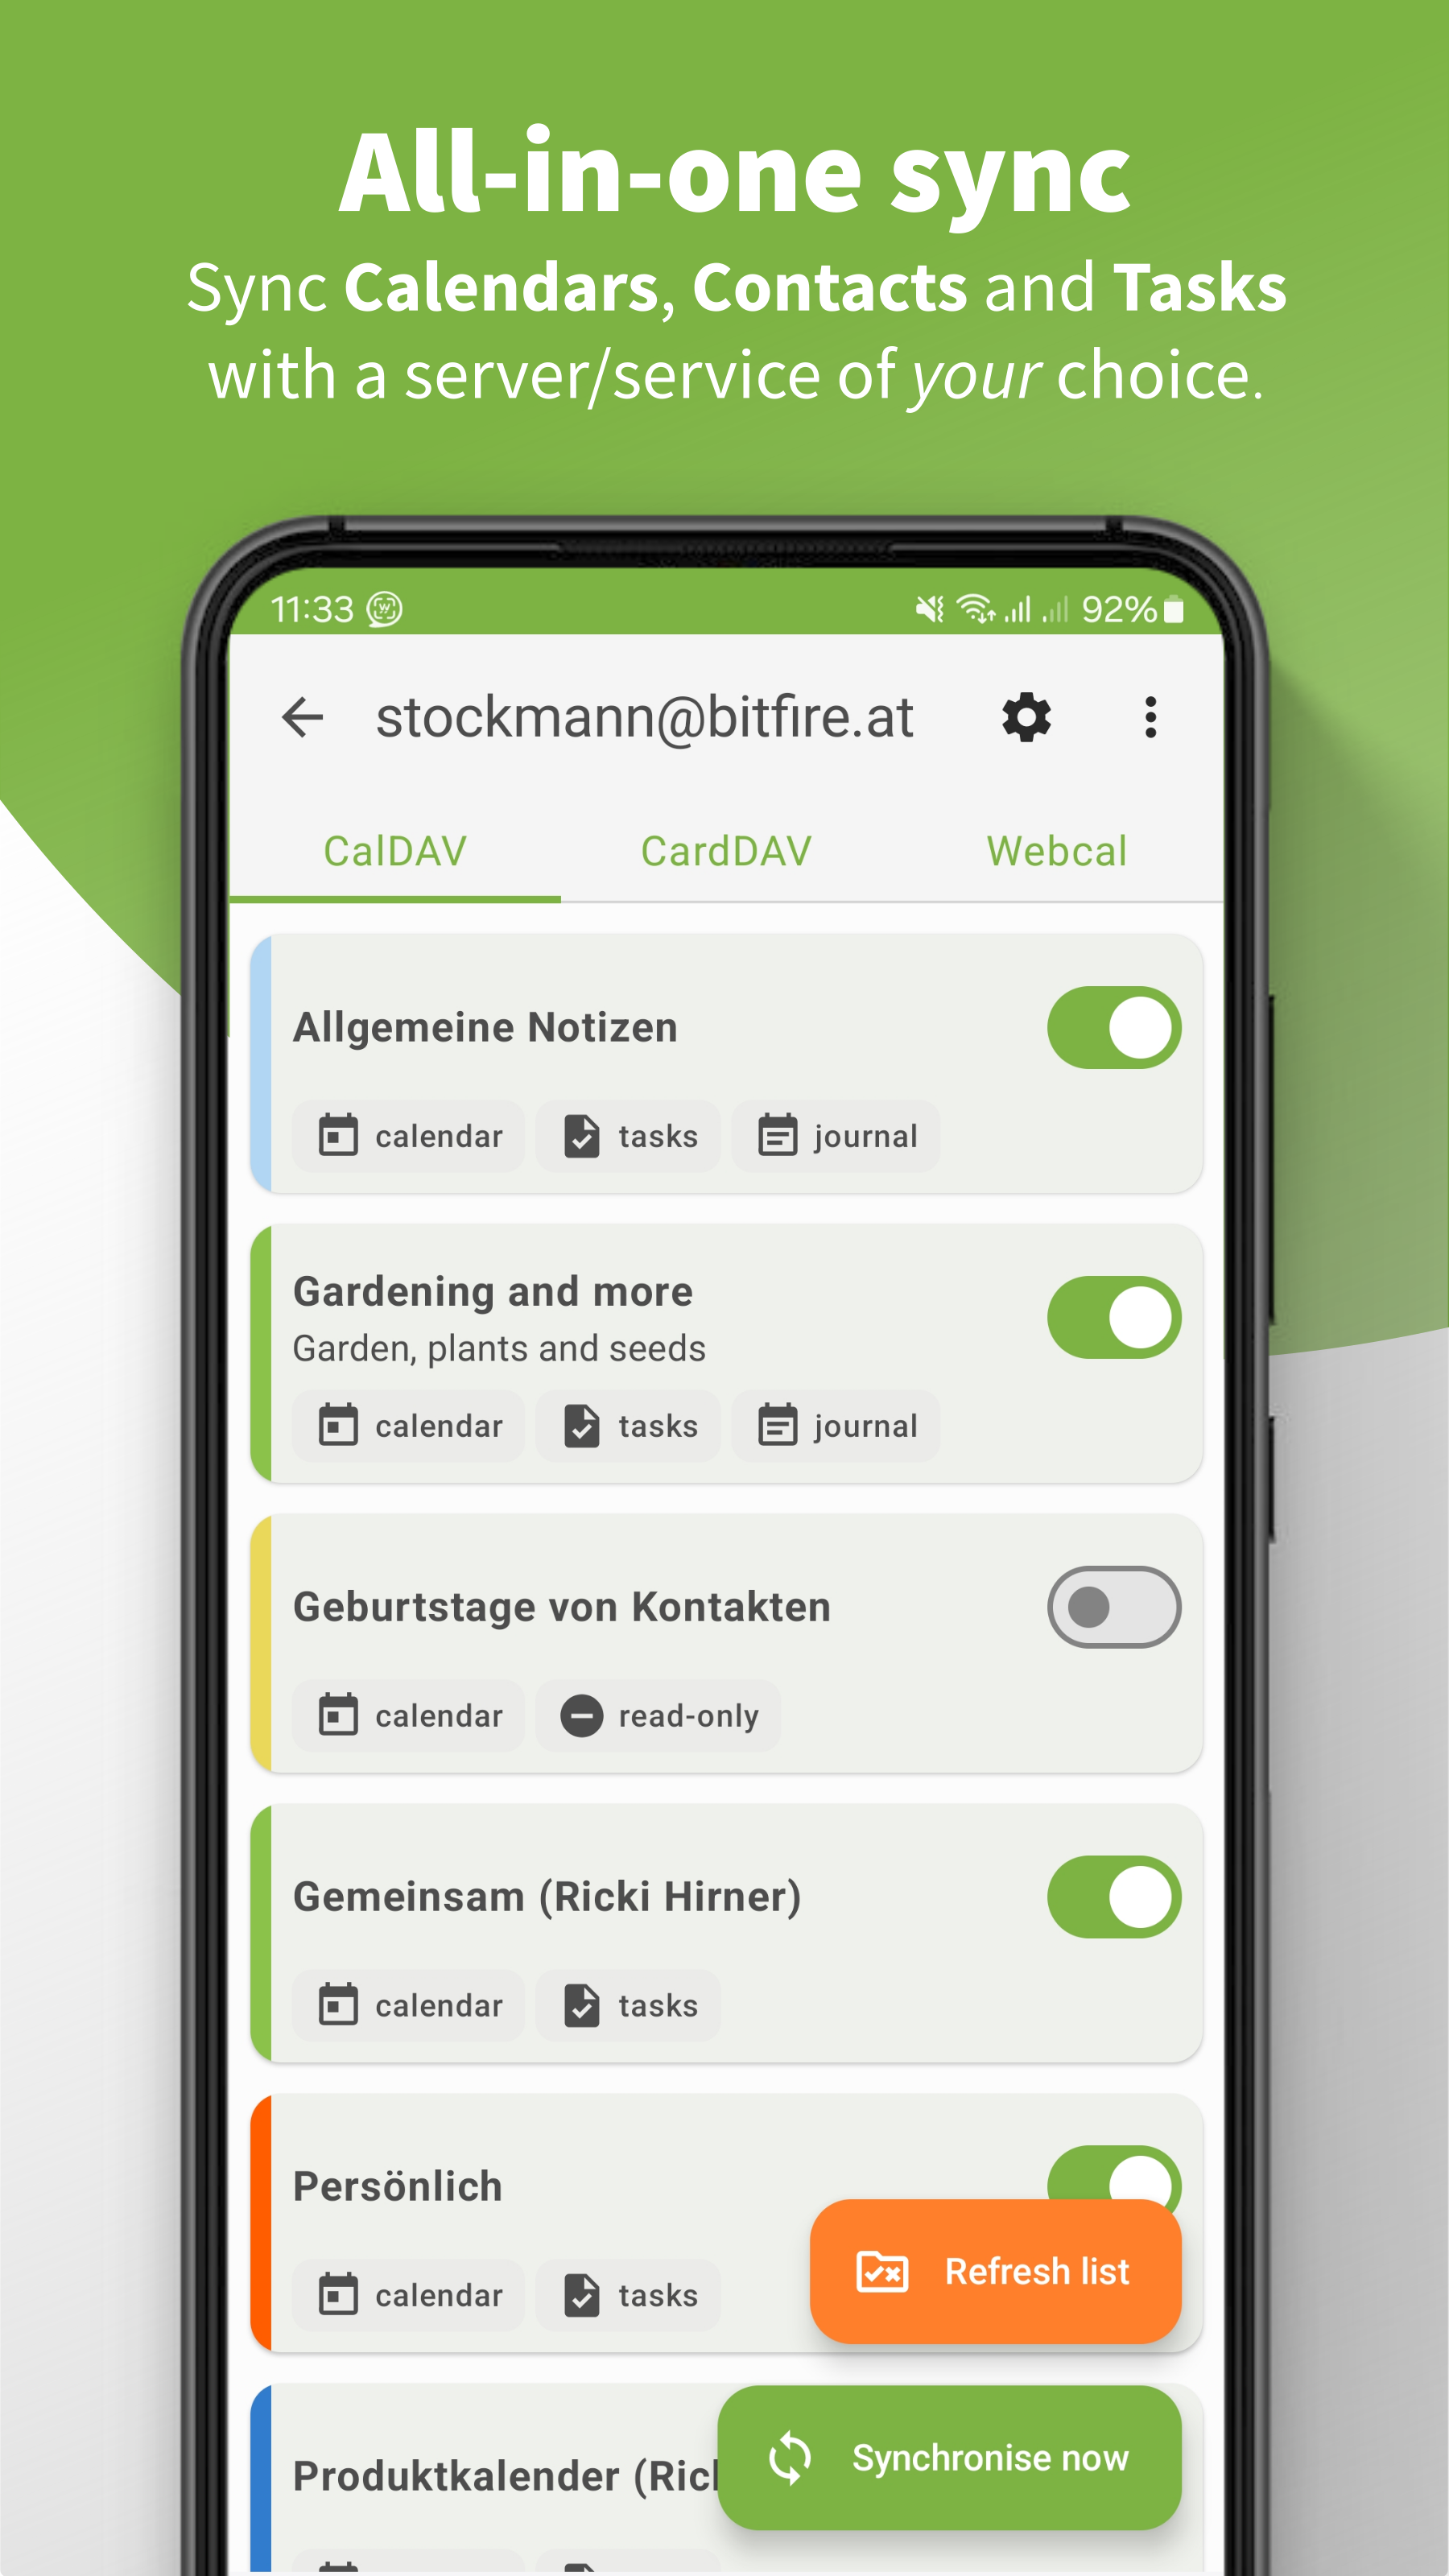 All-in-one sync
Sync Calendars, Contacts and Tasks
with a server/service of your choice.
11:33 92%
stockmann@bitfire.at
CalDAV CardDAV Webcal
Allgemeine Notizen
calendar tasks journal
Gardening and more
Garden, plants and seeds
calendar tasks journal
Geburtstage von Kontakten
calendar read-only
Gemeinsam (Ricki Hirner)
calendar tasks
Persönlich
calendar tasks
Refresh list
Produktkalender
Synchronise now